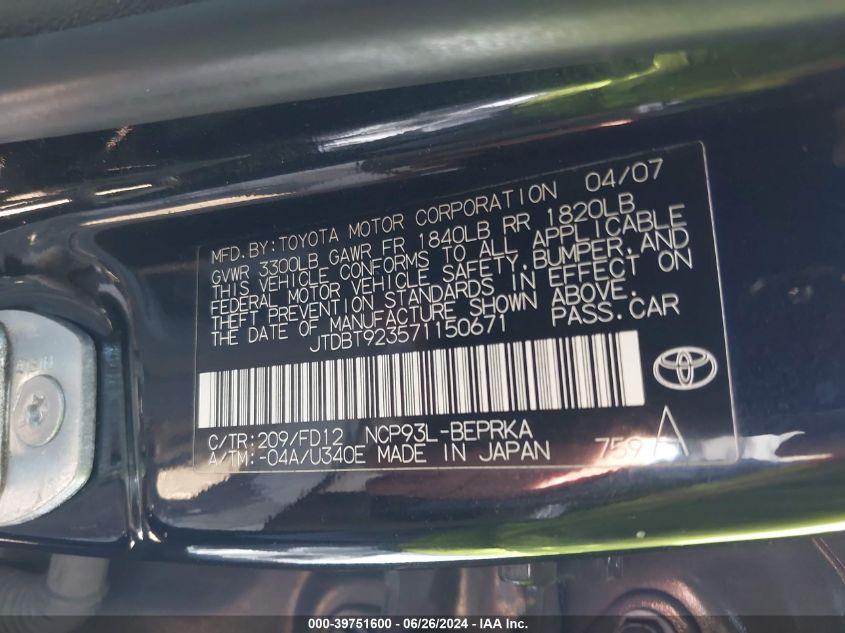 MFD. BY: TOYOTA MOTOR CORPORATION 04/07
GVWR 3300LB GAWR FR 1840LB RR 1820LB
THIS VEHICLE CONFORMS TO ALL APPLICABLE
FEDERAL MOTOR VEHICLE SAFETY, BUMPER, AND
THEFT PREVENTION STANDARDS IN EFFECT ON
THE DATE OF MANUFACTURE SHOWN ABOVE.
JTDBT923571150671 PASS.CAR
C/TR: 209/FD12 NCP93L-BEPRKA
A/TM: -04A/U340E MADE IN JAPAN 759 A
000-39751600 - 06/26/2024 - IAA Inc.